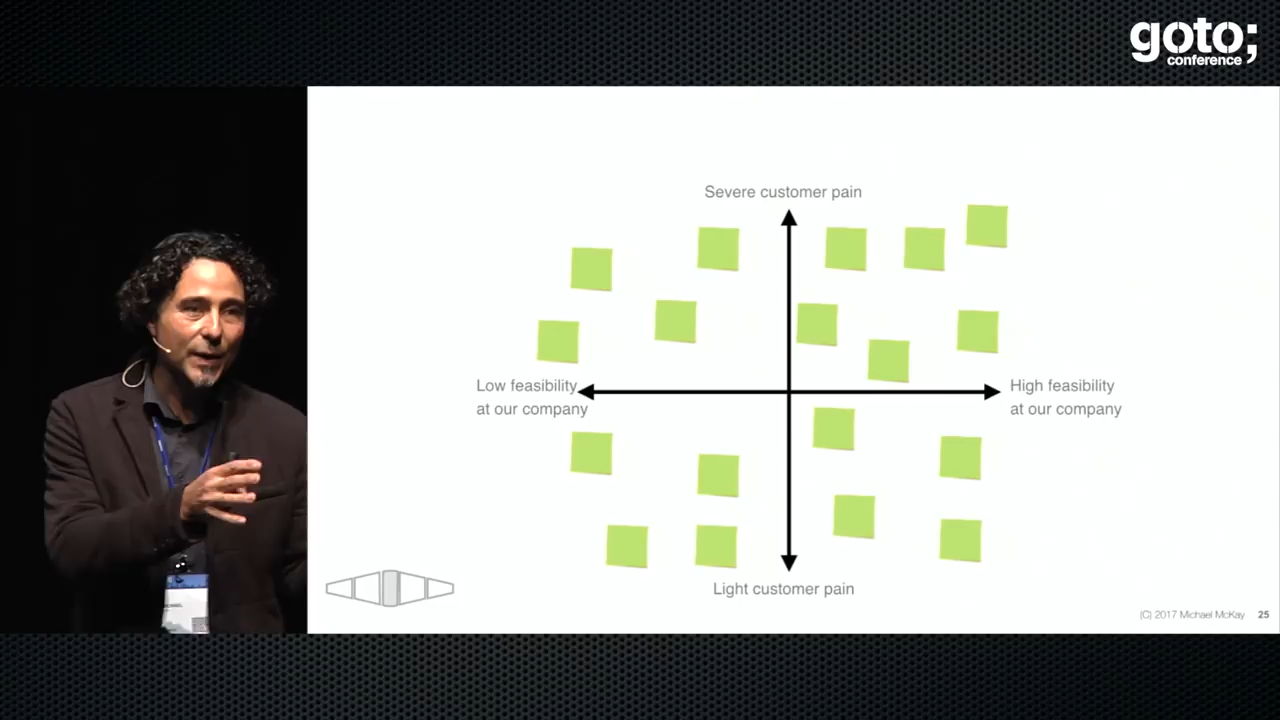 goto;
conference
Severe customer pain
Low feasibility
at our company
High feasibility
at our company
Light customer pain
(C) 2017 Michael McKay 25